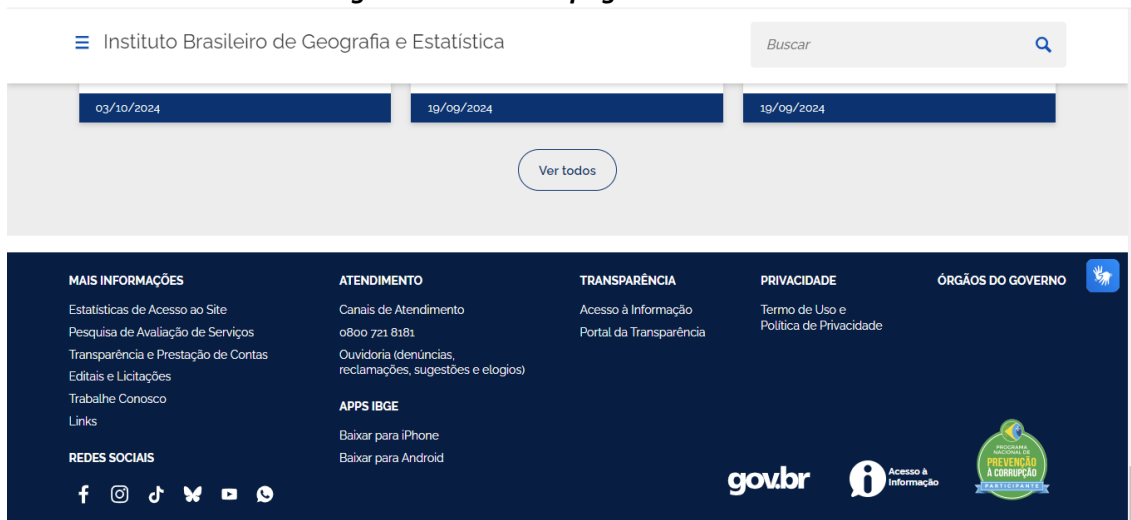 Instituto Brasileiro de Geografia e Estatística
Buscar
03/10/2024
19/09/2024
19/09/2024
Ver todos
MAIS INFORMAÇÕES
Estatísticas de Acesso ao Site
Pesquisa de Avaliação de Serviços
Transparência e Prestação de Contas
Editais e Licitações
Trabalhe Conosco
Links
REDES SOCIAIS
ATENDIMENTO
Canais de Atendimento
0800 721 8181
Ouvidoria (denúncias,
reclamações, sugestões e elogios)
APPS IBGE
Baixar para iPhone
Baixar para Android
TRANSPARÊNCIA
Acesso à Informação
Portal da Transparência
PRIVACIDADE
Termo de Uso e
Política de Privacidade
ÓRGÃOS DO GOVERNO
gov.br
Acesso à
Informação
PROGRAMA
NACIONAL DE
PREVENÇÃO
À CORRUPÇÃO
PARTICIPANTE